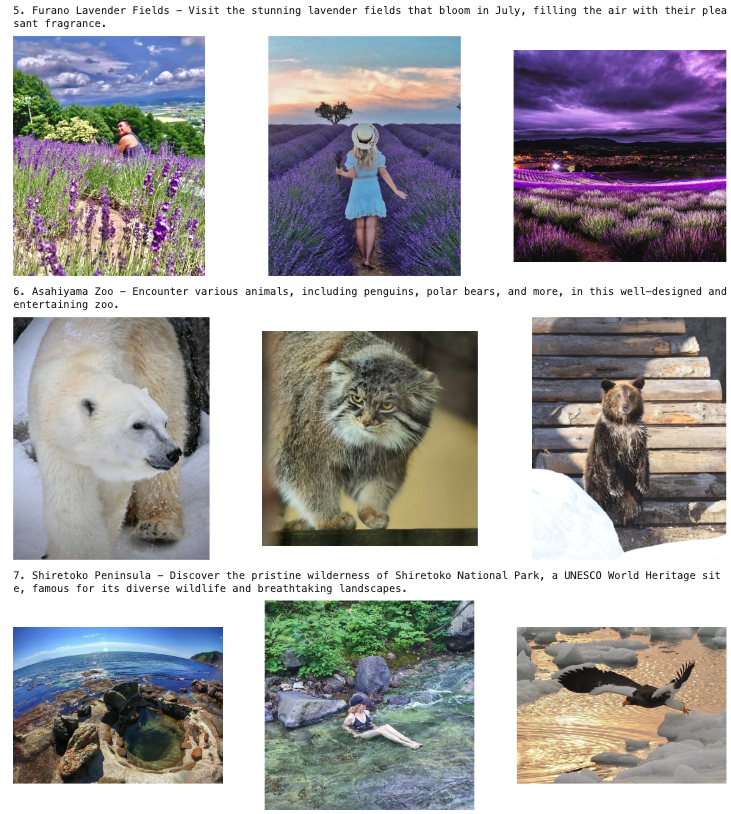 5. Furano Lavender Fields – Visit the stunning lavender fields that bloom in July, filling the air with their plea
sant fragrance.
6. Asahiyama Zoo – Encounter various animals, including penguins, polar bears, and more, in this well-designed and
entertaining zoo.
7. Shiretoko Peninsula – Discover the pristine wilderness of Shiretoko National Park, a UNESCO World Heritage sit
e, famous for its diverse wildlife and breathtaking landscapes.